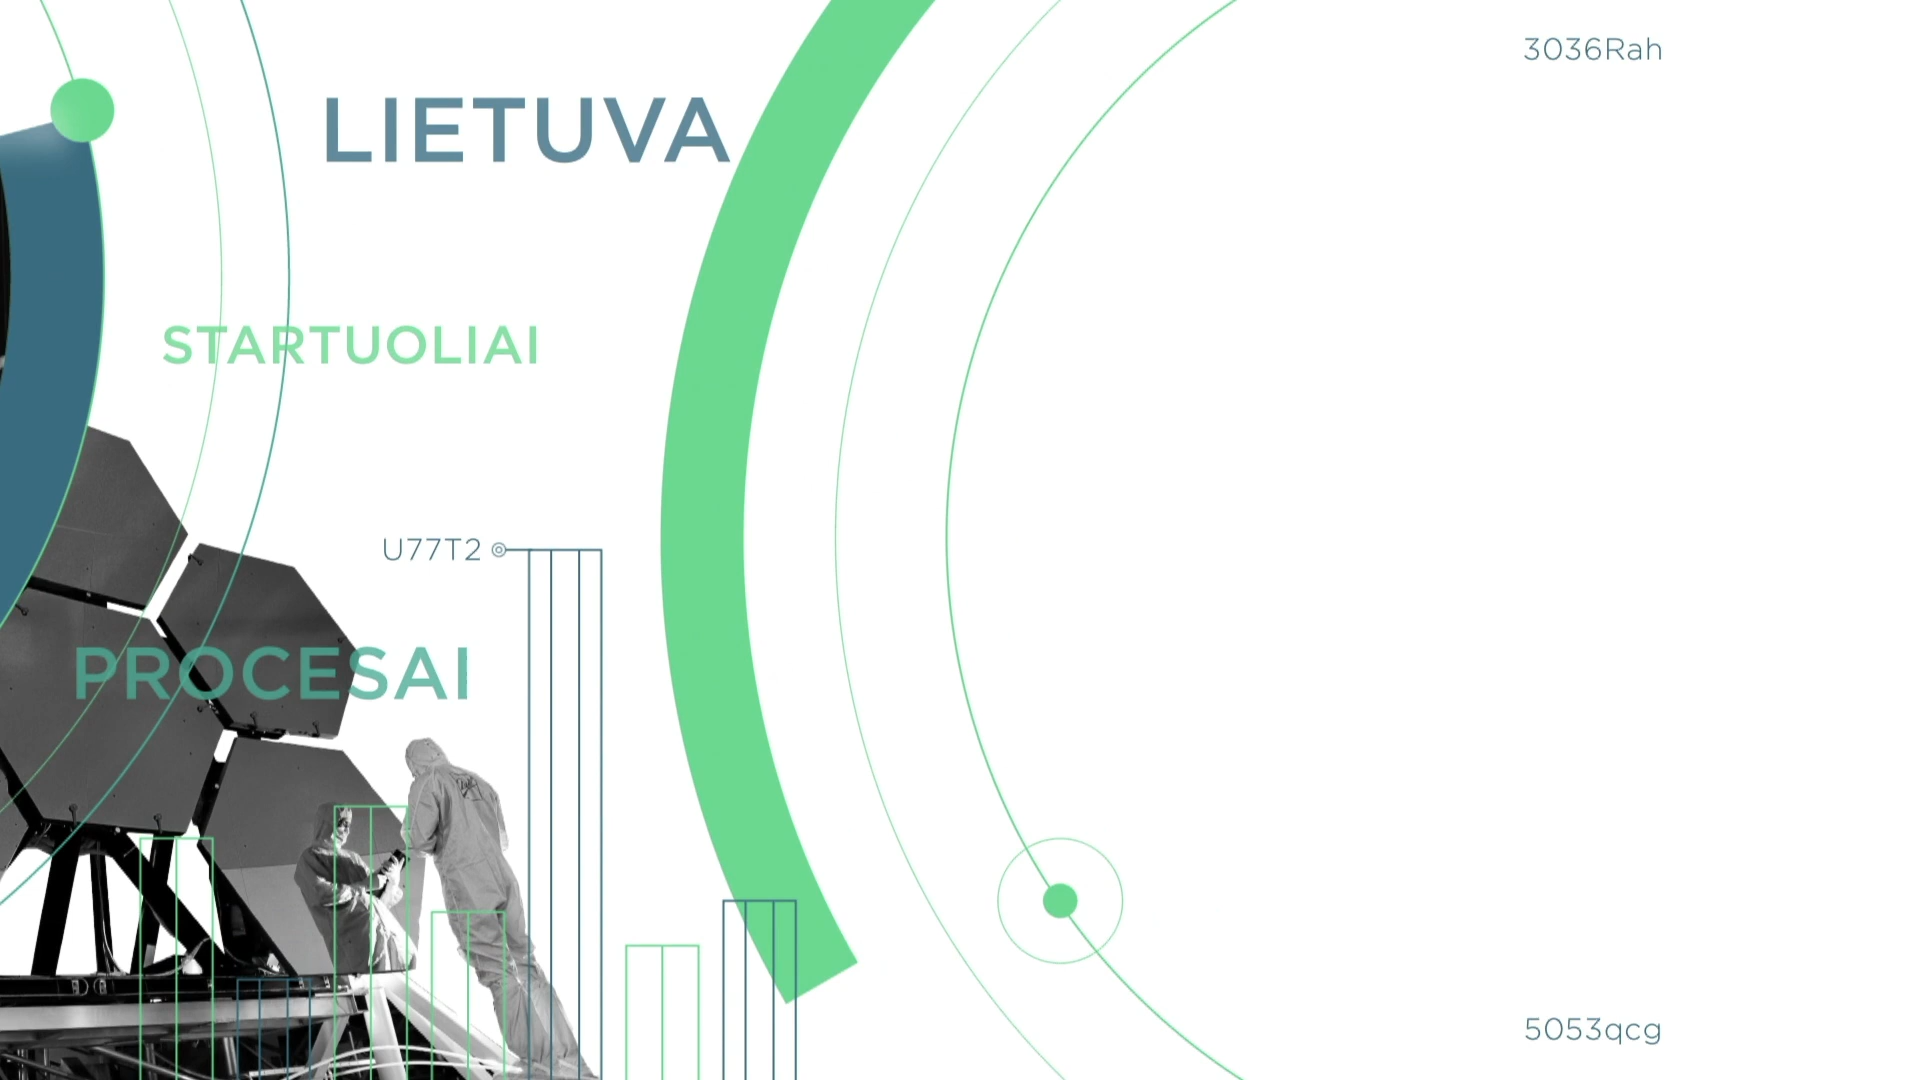 3036Rah
LIETUVA
STARTUOLIAI
U77T2
PROCESAI
5053qcg